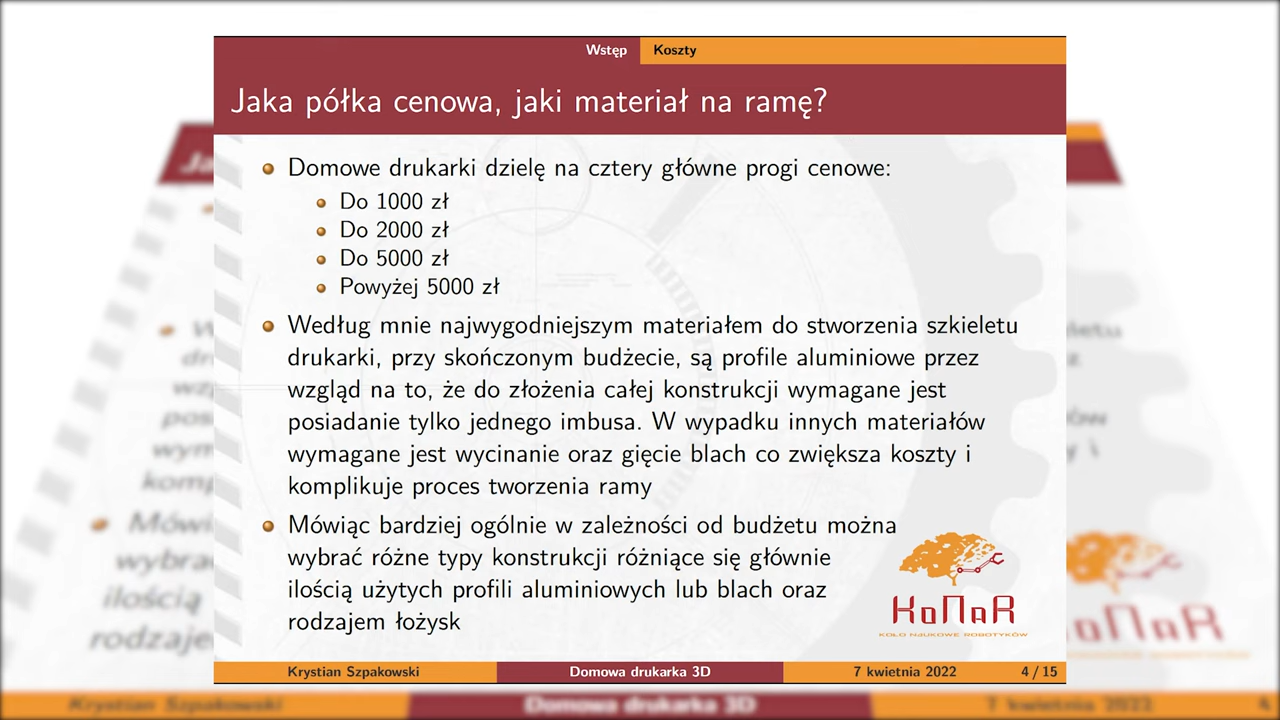 Wstęp
Koszty
Jaka półka cenowa, jaki materiał na ramę?
Domowe drukarki dzielę na cztery główne progi cenowe:
Do 1000 zł
Do 2000 zł
Do 5000 zł
Powyżej 5000 zł
Według mnie najwygodniejszym materiałem do stworzenia szkieletu
drukarki, przy skończonym budżecie, są profile aluminiowe przez
wzgląd na to, że do złożenia całej konstrukcji wymagane jest
posiadanie tylko jednego imbusa. W wypadku innych materiałów
wymagane jest wycinanie oraz gięcie blach co zwiększa koszty i
komplikuje proces tworzenia ramy
Mówiąc bardziej ogólnie w zależności od budżetu można
wybrać różne typy konstrukcji różniące się głównie
ilością użytych profili aluminiowych lub blach oraz
rodzajem łożysk
KoNaR
KOŁO NAUKOWE ROBOTYKÓW
Krystian Szpakowski
Domowa drukarka 3D
7 kwietnia 2022
4 / 15